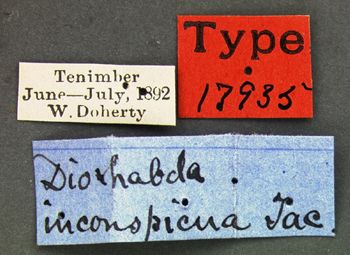 Tenimber
June—July, 1892
W. Doherty
Type
17935
Diorhabda
inconspicua Jac.